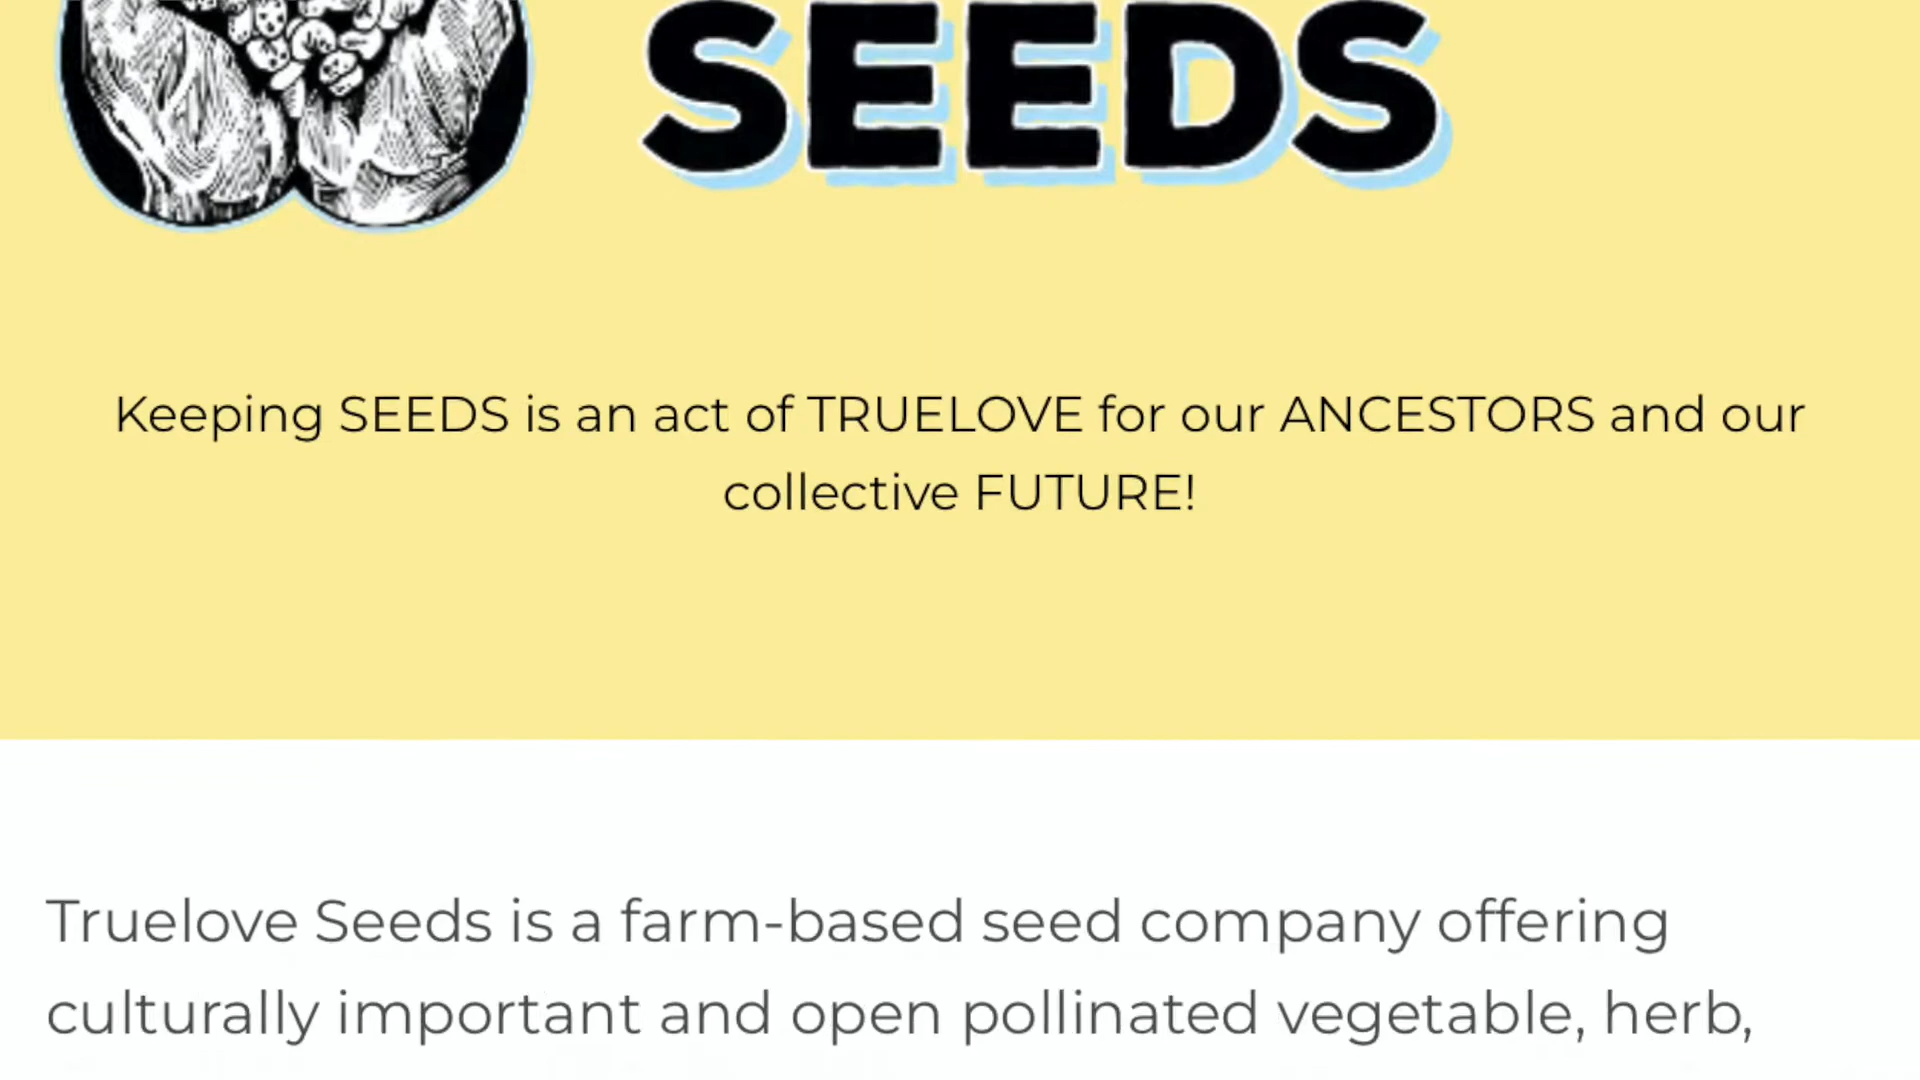 SEEDS
Keeping SEEDS is an act of TRUELOVE for our ANCESTORS and our
collective FUTURE!
Truelove Seeds is a farm-based seed company offering
culturally important and open pollinated vegetable, herb,